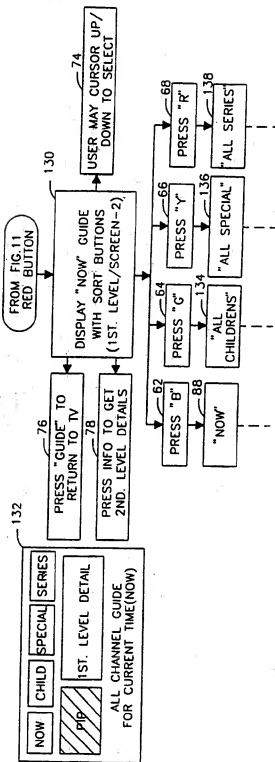 FROM FIG.11
RED BUTTON
130
DISPLAY "NOW" GUIDE
WITH SORT BUTTONS
(1ST. LEVEL/SCREEN-2)
74
USER MAY CURSOR UP/
DOWN TO SELECT
76
PRESS "GUIDE" TO
RETURN TO TV
78
PRESS INFO TO GET
2ND. LEVEL DETAILS
132
NOW CHILD SPECIAL SERIES
PIP
1ST. LEVEL DETAIL
ALL CHANNEL GUIDE
FOR CURRENT TIME(NOW)
62
PRESS "B"
64
PRESS "G"
66
PRESS "Y"
68
PRESS "R"
88
"NOW"
134
"ALL
CHILDRENS"
136
"ALL SPECIAL"
138
"ALL SERIES"